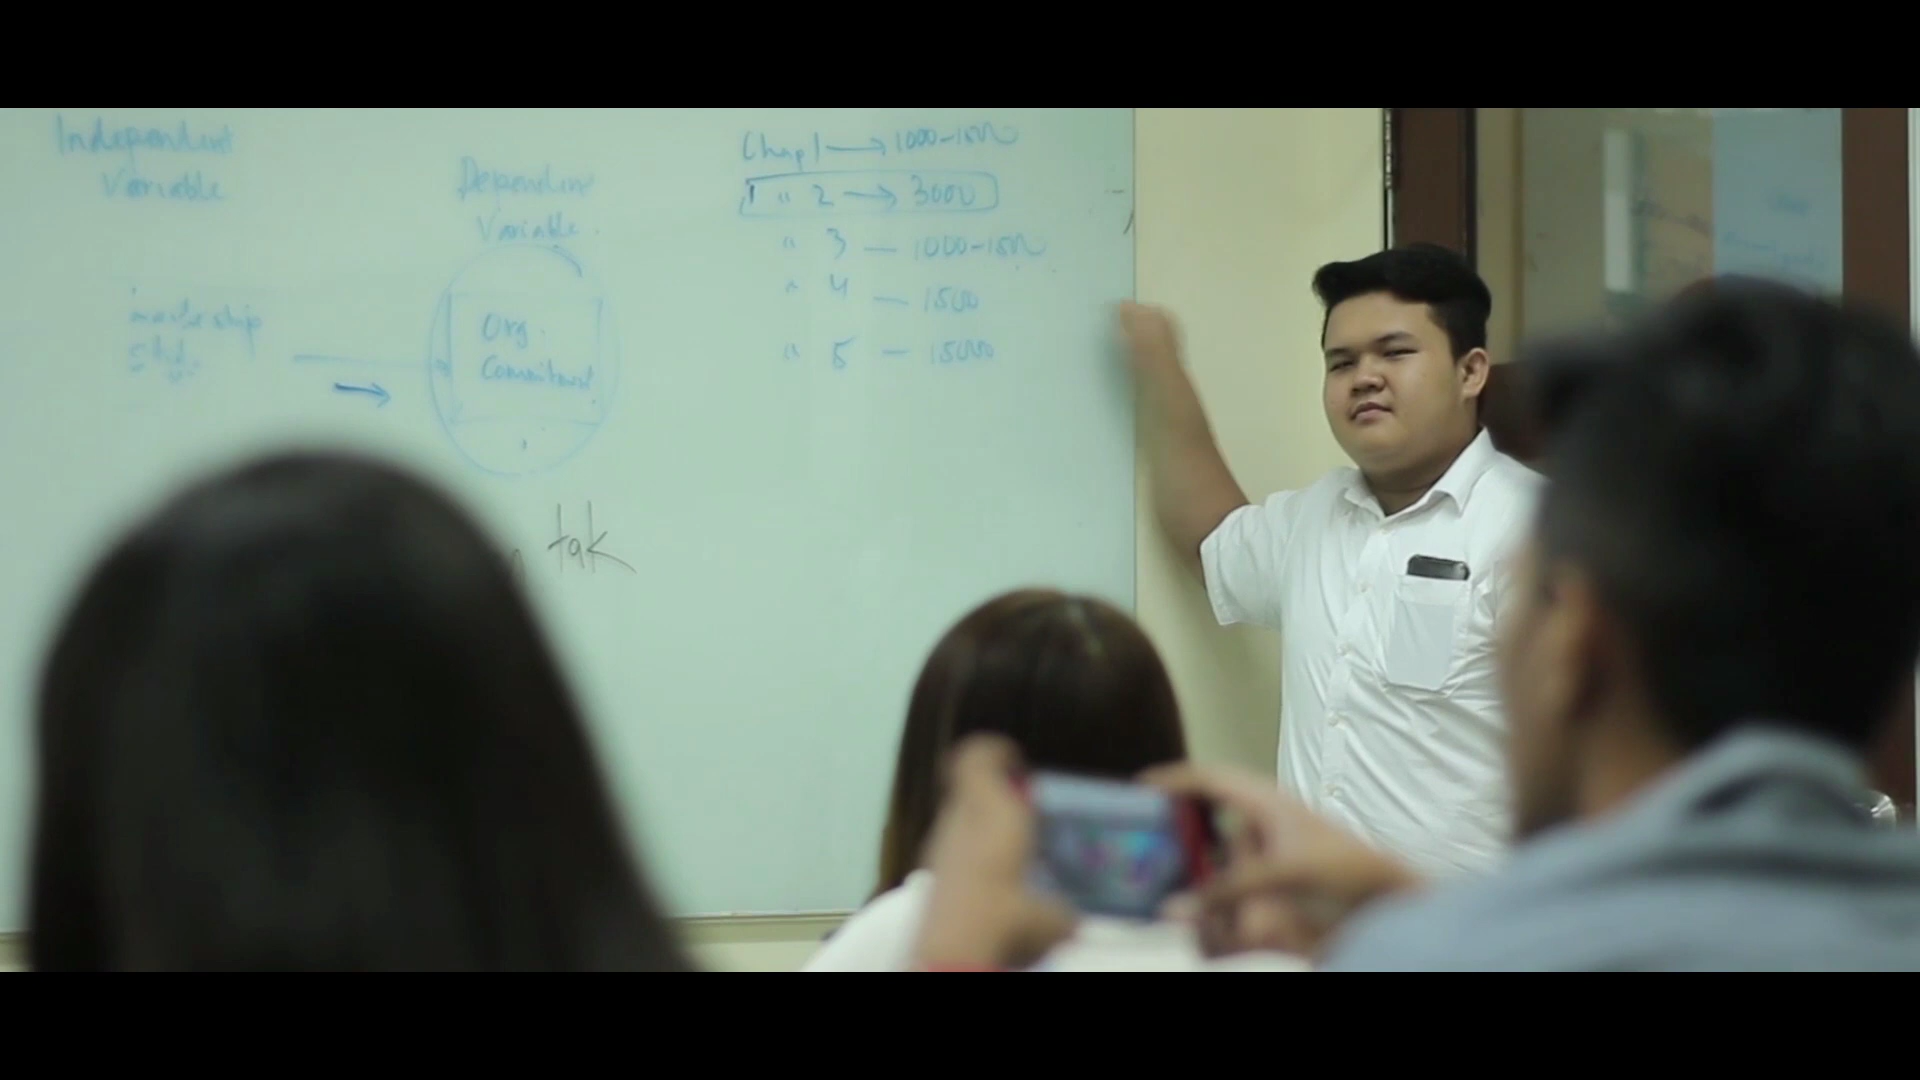 Independent
Variable
Dependent
Variable
leadership
Org.
Commitment
Chap 1 → 1000-1500
" 2 → 3000
" 3 — 1000-1500
" 4 — 1500
" 5 — 1500
tak